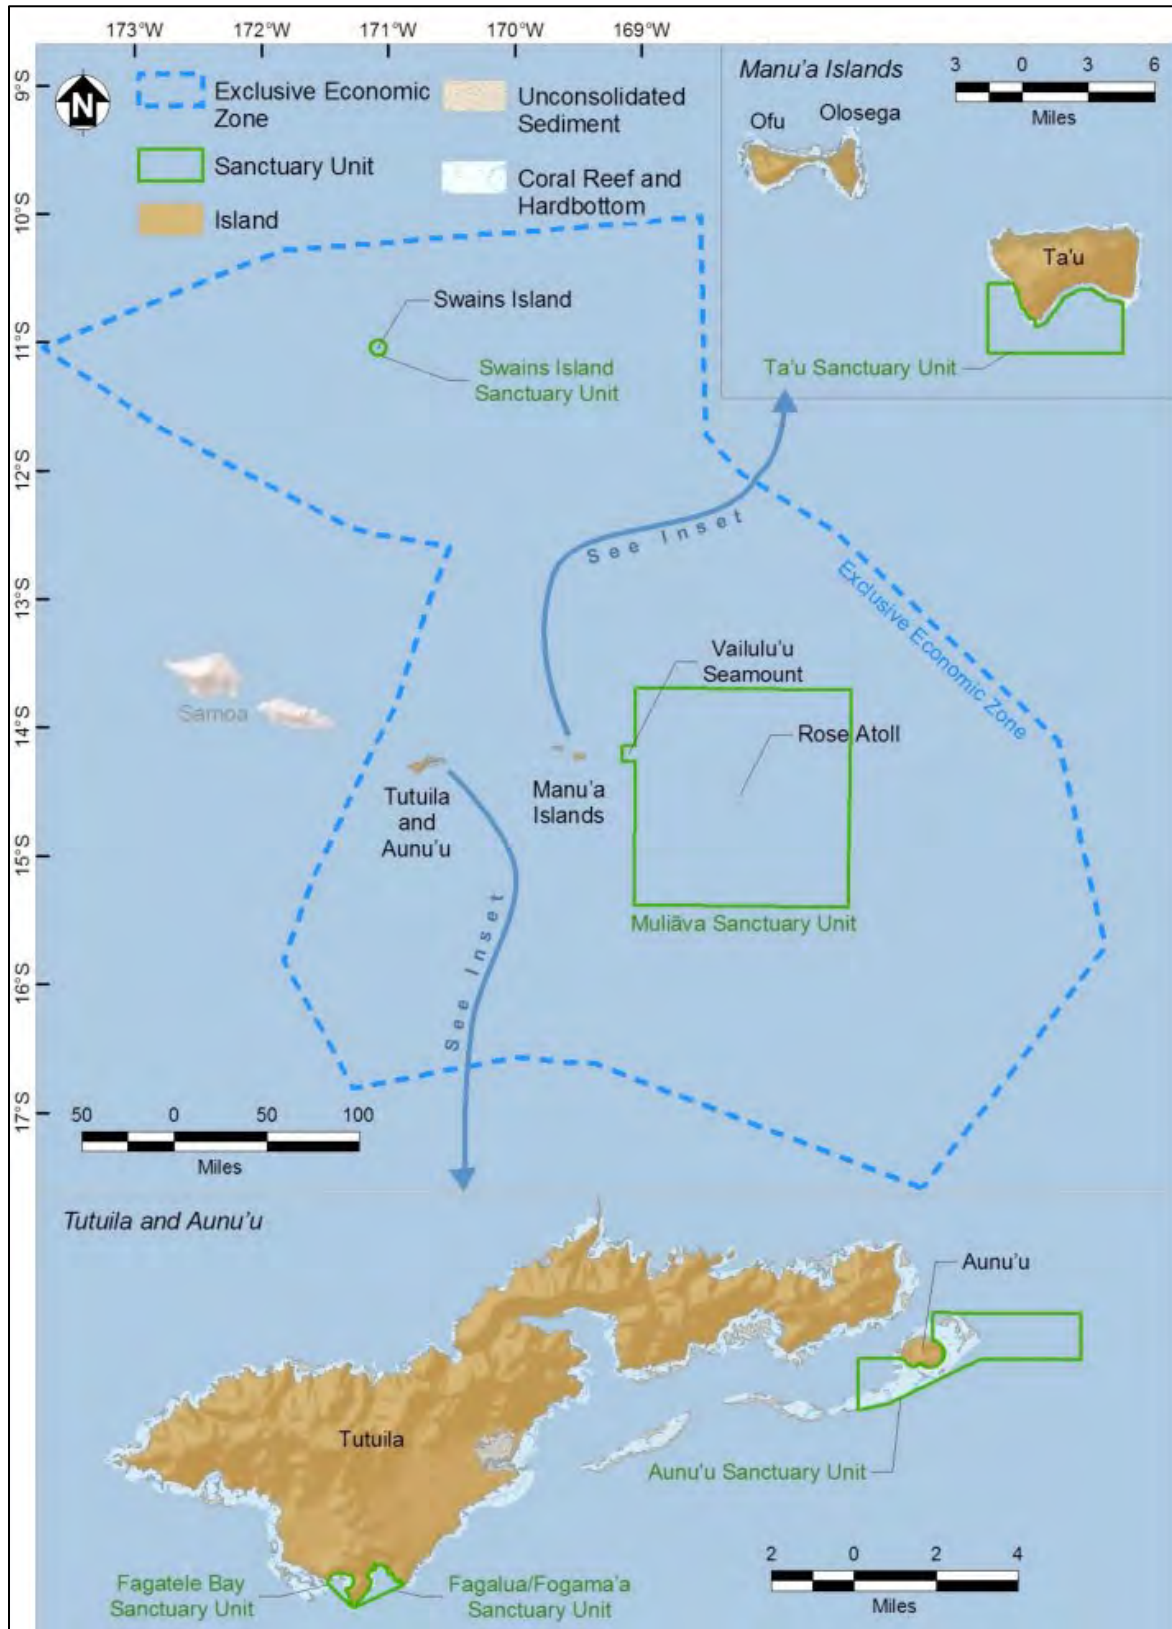 173°W 172°W 171°W 170°W 169°W
9°S
10°S
11°S
12°S
13°S
14°S
15°S
16°S
17°S
N
Exclusive Economic
Zone
Sanctuary Unit
Island
Unconsolidated
Sediment
Coral Reef and
Hardbottom
Manu'a Islands
3 0 3 6
Miles
Ofu
Olosega
Ta'u
Ta'u Sanctuary Unit
Swains Island
Swains Island
Sanctuary Unit
See Inset
Exclusive Economic Zone
Vailulu'u
Seamount
Rose Atoll
Samoa
Tutuila
and
Aunu'u
Manu'a
Islands
Muliāva Sanctuary Unit
See Inset
50 0 50 100
Miles
Tutuila and Aunu'u
Aunu'u
Tutuila
Aunu'u Sanctuary Unit
Fagatele Bay
Sanctuary Unit
Fagalua/Fogama'a
Sanctuary Unit
2 0 2 4
Miles